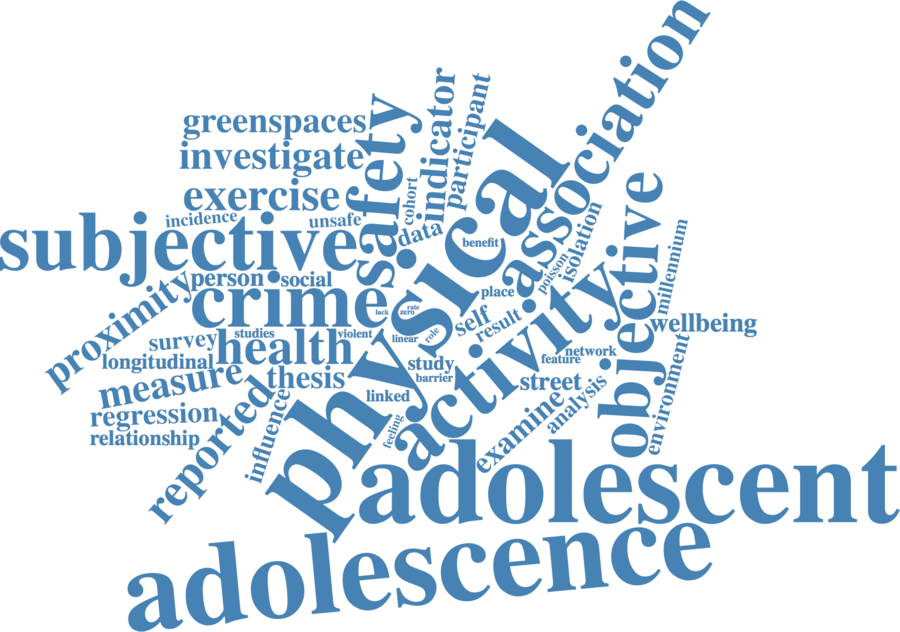 association
indicator
participant
safety
greenspaces
investigate
exercise
cohort
incidence
unsafe
data
physical
benefit
isolation
poisson
objective
millennium
subjective
person
social
crime
proximity
place
lack
rate
zero
self
result
linear
role
wellbeing
survey
studies
violent
health
longitudinal
measure
thesis
study
barrier
network
feature
activity
street
analysis
examine
environment
linked
regression
relationship
reported
influence
feeling
adolescent
adolescence